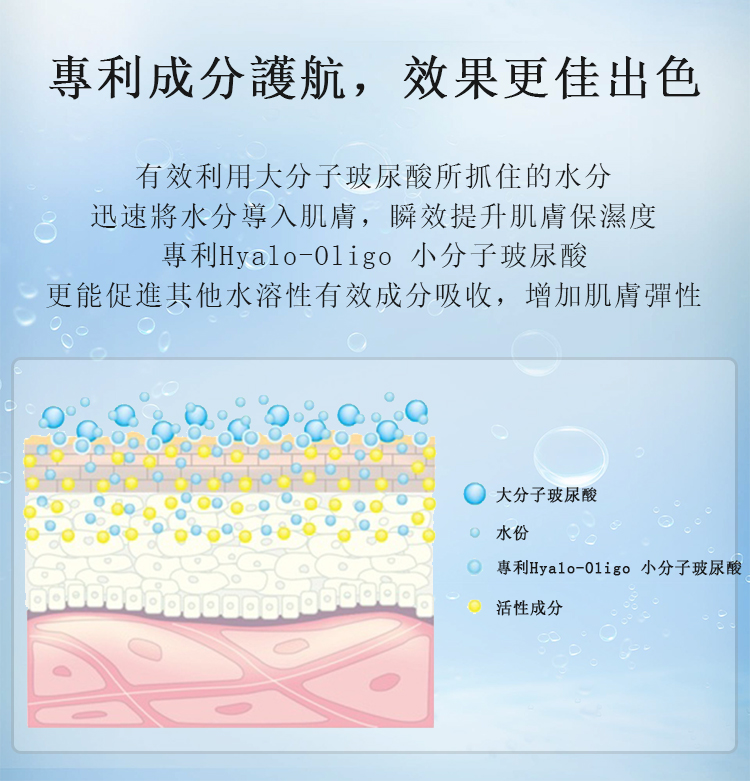 專利成分護航，效果更佳出色
有效利用大分子玻尿酸所抓住的水分
迅速將水分導入肌膚，瞬效提升肌膚保濕度
專利Hyalo-Oligo 小分子玻尿酸
更能促進其他水溶性有效成分吸收，增加肌膚彈性
大分子玻尿酸
水份
專利Hyalo-Oligo 小分子玻尿酸
活性成分